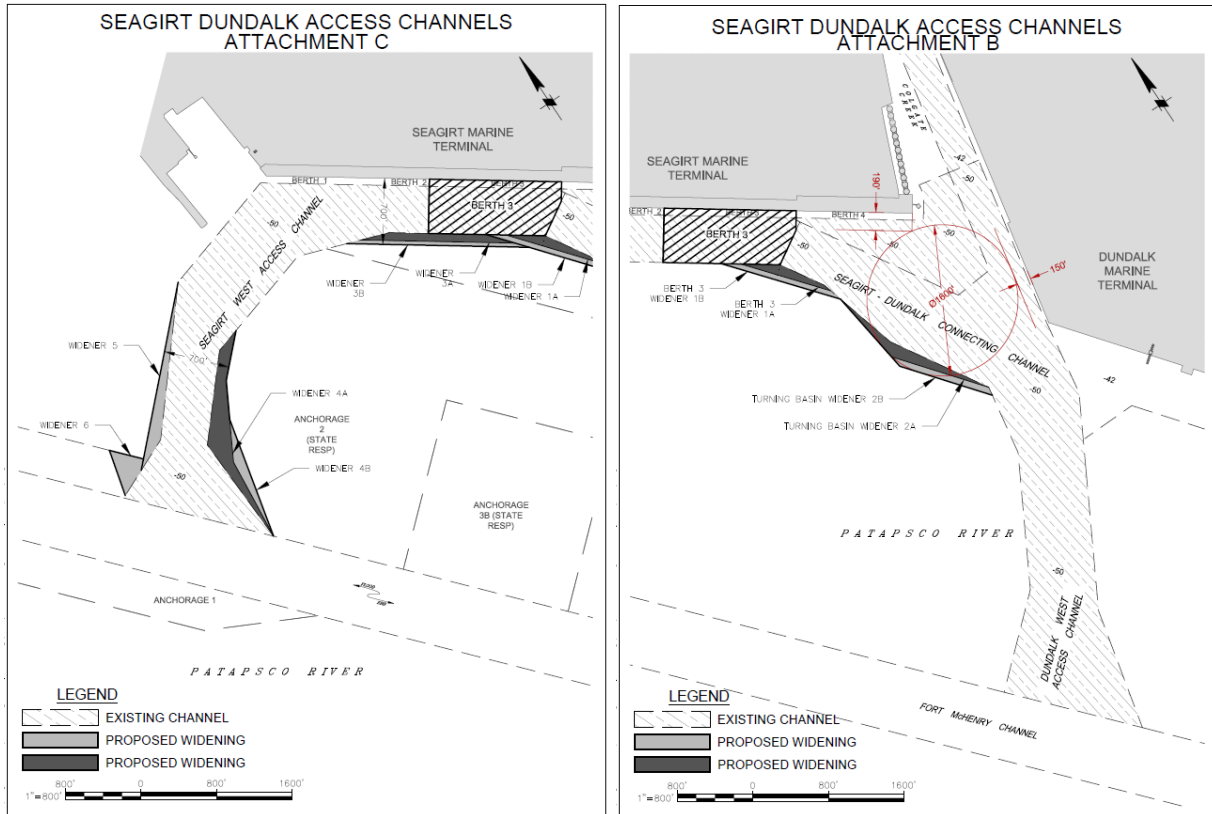 SEAGIRT DUNDALK ACCESS CHANNELS
ATTACHMENT C
SEAGIRT MARINE
TERMINAL
BERTH 1
BERTH 2
BERTH 3
700'
-50
-50
SEAGIRT WEST ACCESS CHANNEL
WIDENER
3B
WIDENER
3A
WIDENER 1B
WIDENER 1A
WIDENER 5
700'
WIDENER 4A
ANCHORAGE
2
(STATE
RESP)
WIDENER 6
WIDENER 4B
-50
ANCHORAGE
3B (STATE
RESP)
ANCHORAGE 1
PATAPSCO RIVER
LEGEND
EXISTING CHANNEL
PROPOSED WIDENING
PROPOSED WIDENING
800'
0
800'
1600'
1"=800'
SEAGIRT DUNDALK ACCESS CHANNELS
ATTACHMENT B
COLGATE
CREEK
SEAGIRT MARINE
TERMINAL
-42
-50
190'
BERTH 2
BERTH 3
BERTH 4
-50
-50
-50
150'
DUNDALK
MARINE
TERMINAL
SEAGIRT - DUNDALK CONNECTING CHANNEL
Ø1600'
BERTH 3
WIDENER 1B
BERTH 3
WIDENER 1A
-50
-42
TURNING BASIN WIDENER 2B
TURNING BASIN WIDENER 2A
PATAPSCO RIVER
-50
DUNDALK WEST
ACCESS CHANNEL
FORT McHENRY CHANNEL
LEGEND
EXISTING CHANNEL
PROPOSED WIDENING
PROPOSED WIDENING
800'
0
800'
1600'
1"=800'